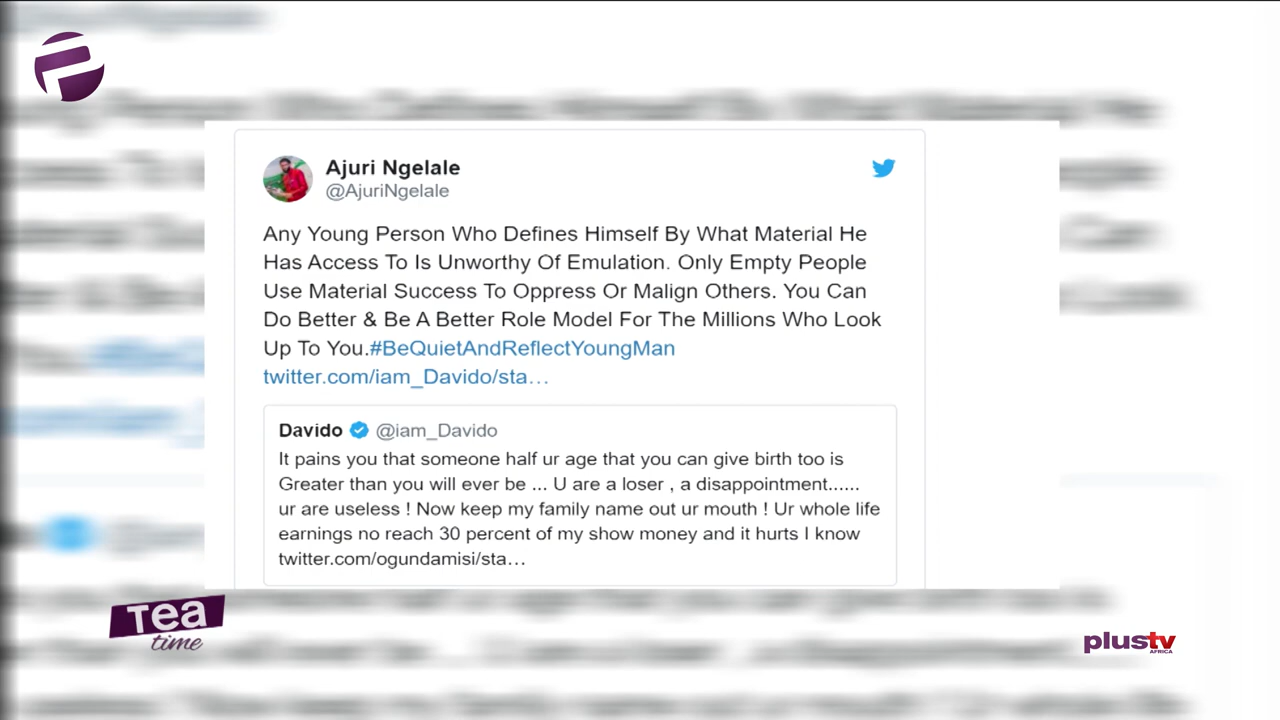 Ajuri Ngelale
@AjuriNgelale
Any Young Person Who Defines Himself By What Material He
Has Access To Is Unworthy Of Emulation. Only Empty People
Use Material Success To Oppress Or Malign Others. You Can
Do Better & Be A Better Role Model For The Millions Who Look
Up To You.#BeQuietAndReflectYoungMan
twitter.com/iam_Davido/sta…
Davido @iam_Davido
It pains you that someone half ur age that you can give birth too is
Greater than you will ever be ... U are a loser , a disappointment......
ur are useless ! Now keep my family name out ur mouth ! Ur whole life
earnings no reach 30 percent of my show money and it hurts I know
twitter.com/ogundamisi/sta…
Tea
time
plustv
AFRICA